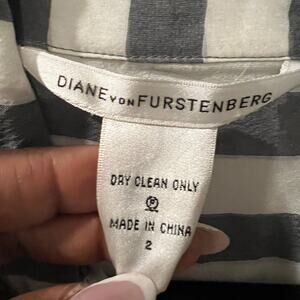 DIANE VON FURSTENBERG
DRY CLEAN ONLY
Ⓟ
MADE IN CHINA
2